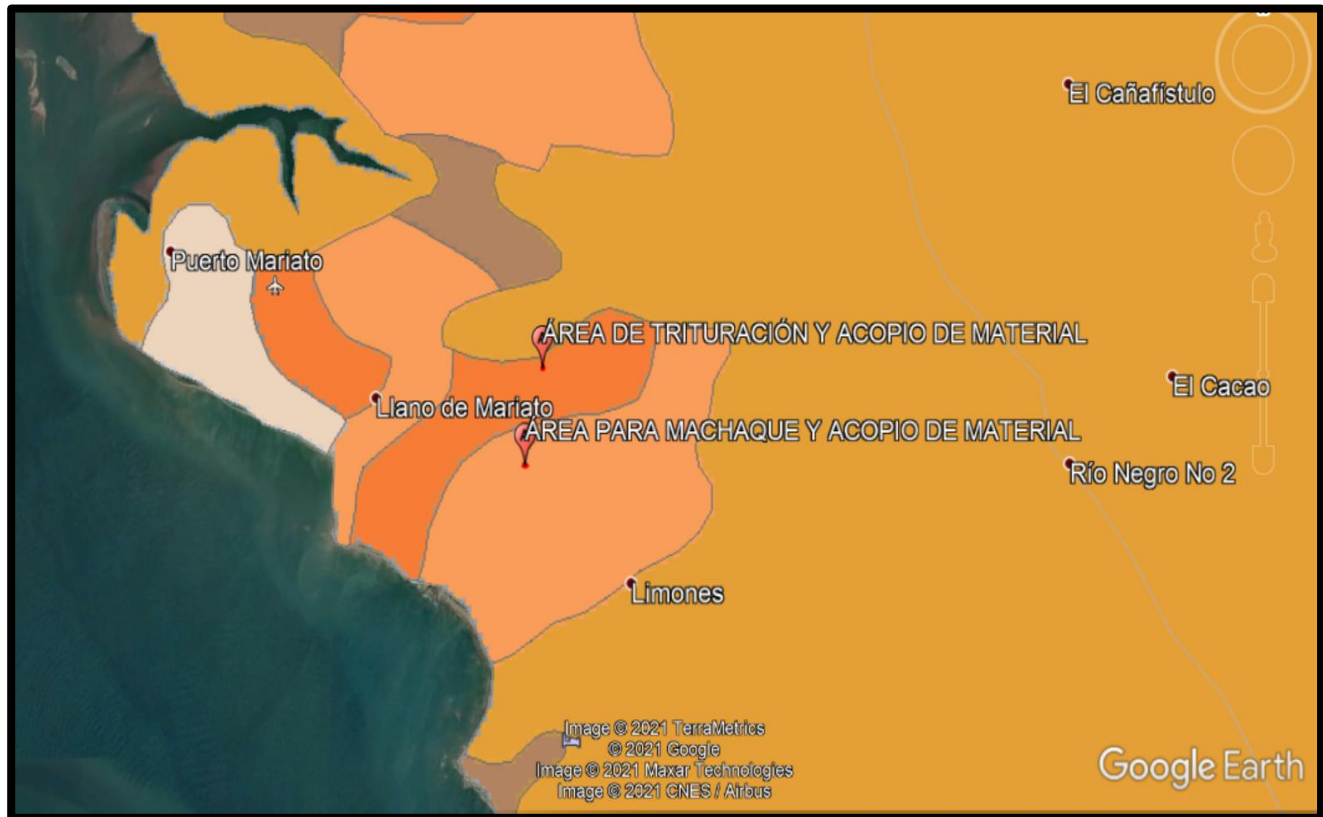 El Cañafístulo
Puerto Mariato
ÁREA DE TRITURACIÓN Y ACOPIO DE MATERIAL
El Cacao
Llano de Mariato
ÁREA PARA MACHAQUE Y ACOPIO DE MATERIAL
Río Negro No 2
Limones
Image © 2021 TerraMetrics
© 2021 Google
Image © 2021 Maxar Technologies
Image © 2021 CNES / Airbus
Google Earth